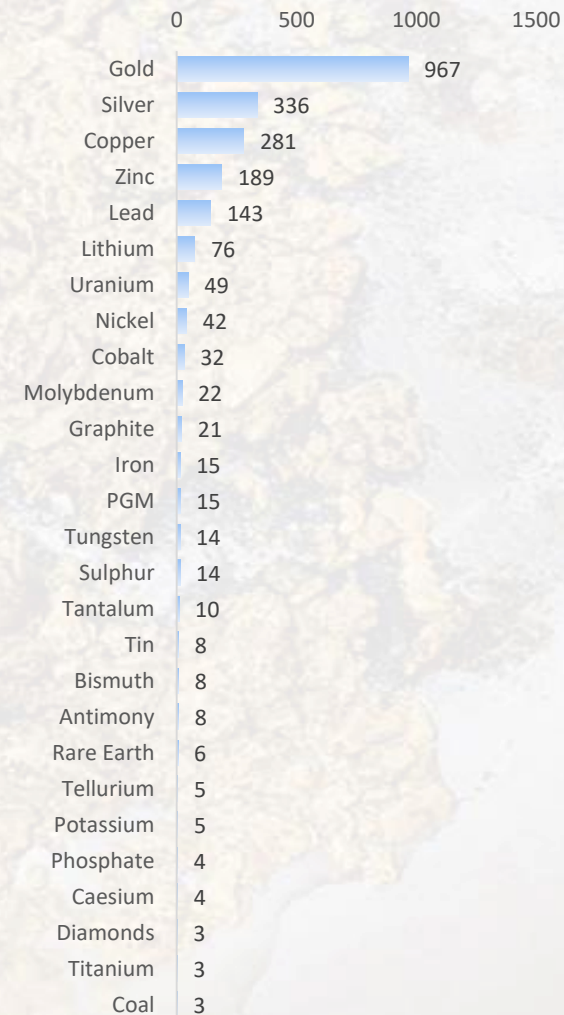 0 500 1000 1500
Gold 967
Silver 336
Copper 281
Zinc 189
Lead 143
Lithium 76
Uranium 49
Nickel 42
Cobalt 32
Molybdenum 22
Graphite 21
Iron 15
PGM 15
Tungsten 14
Sulphur 14
Tantalum 10
Tin 8
Bismuth 8
Antimony 8
Rare Earth 6
Tellurium 5
Potassium 5
Phosphate 4
Caesium 4
Diamonds 3
Titanium 3
Coal 3